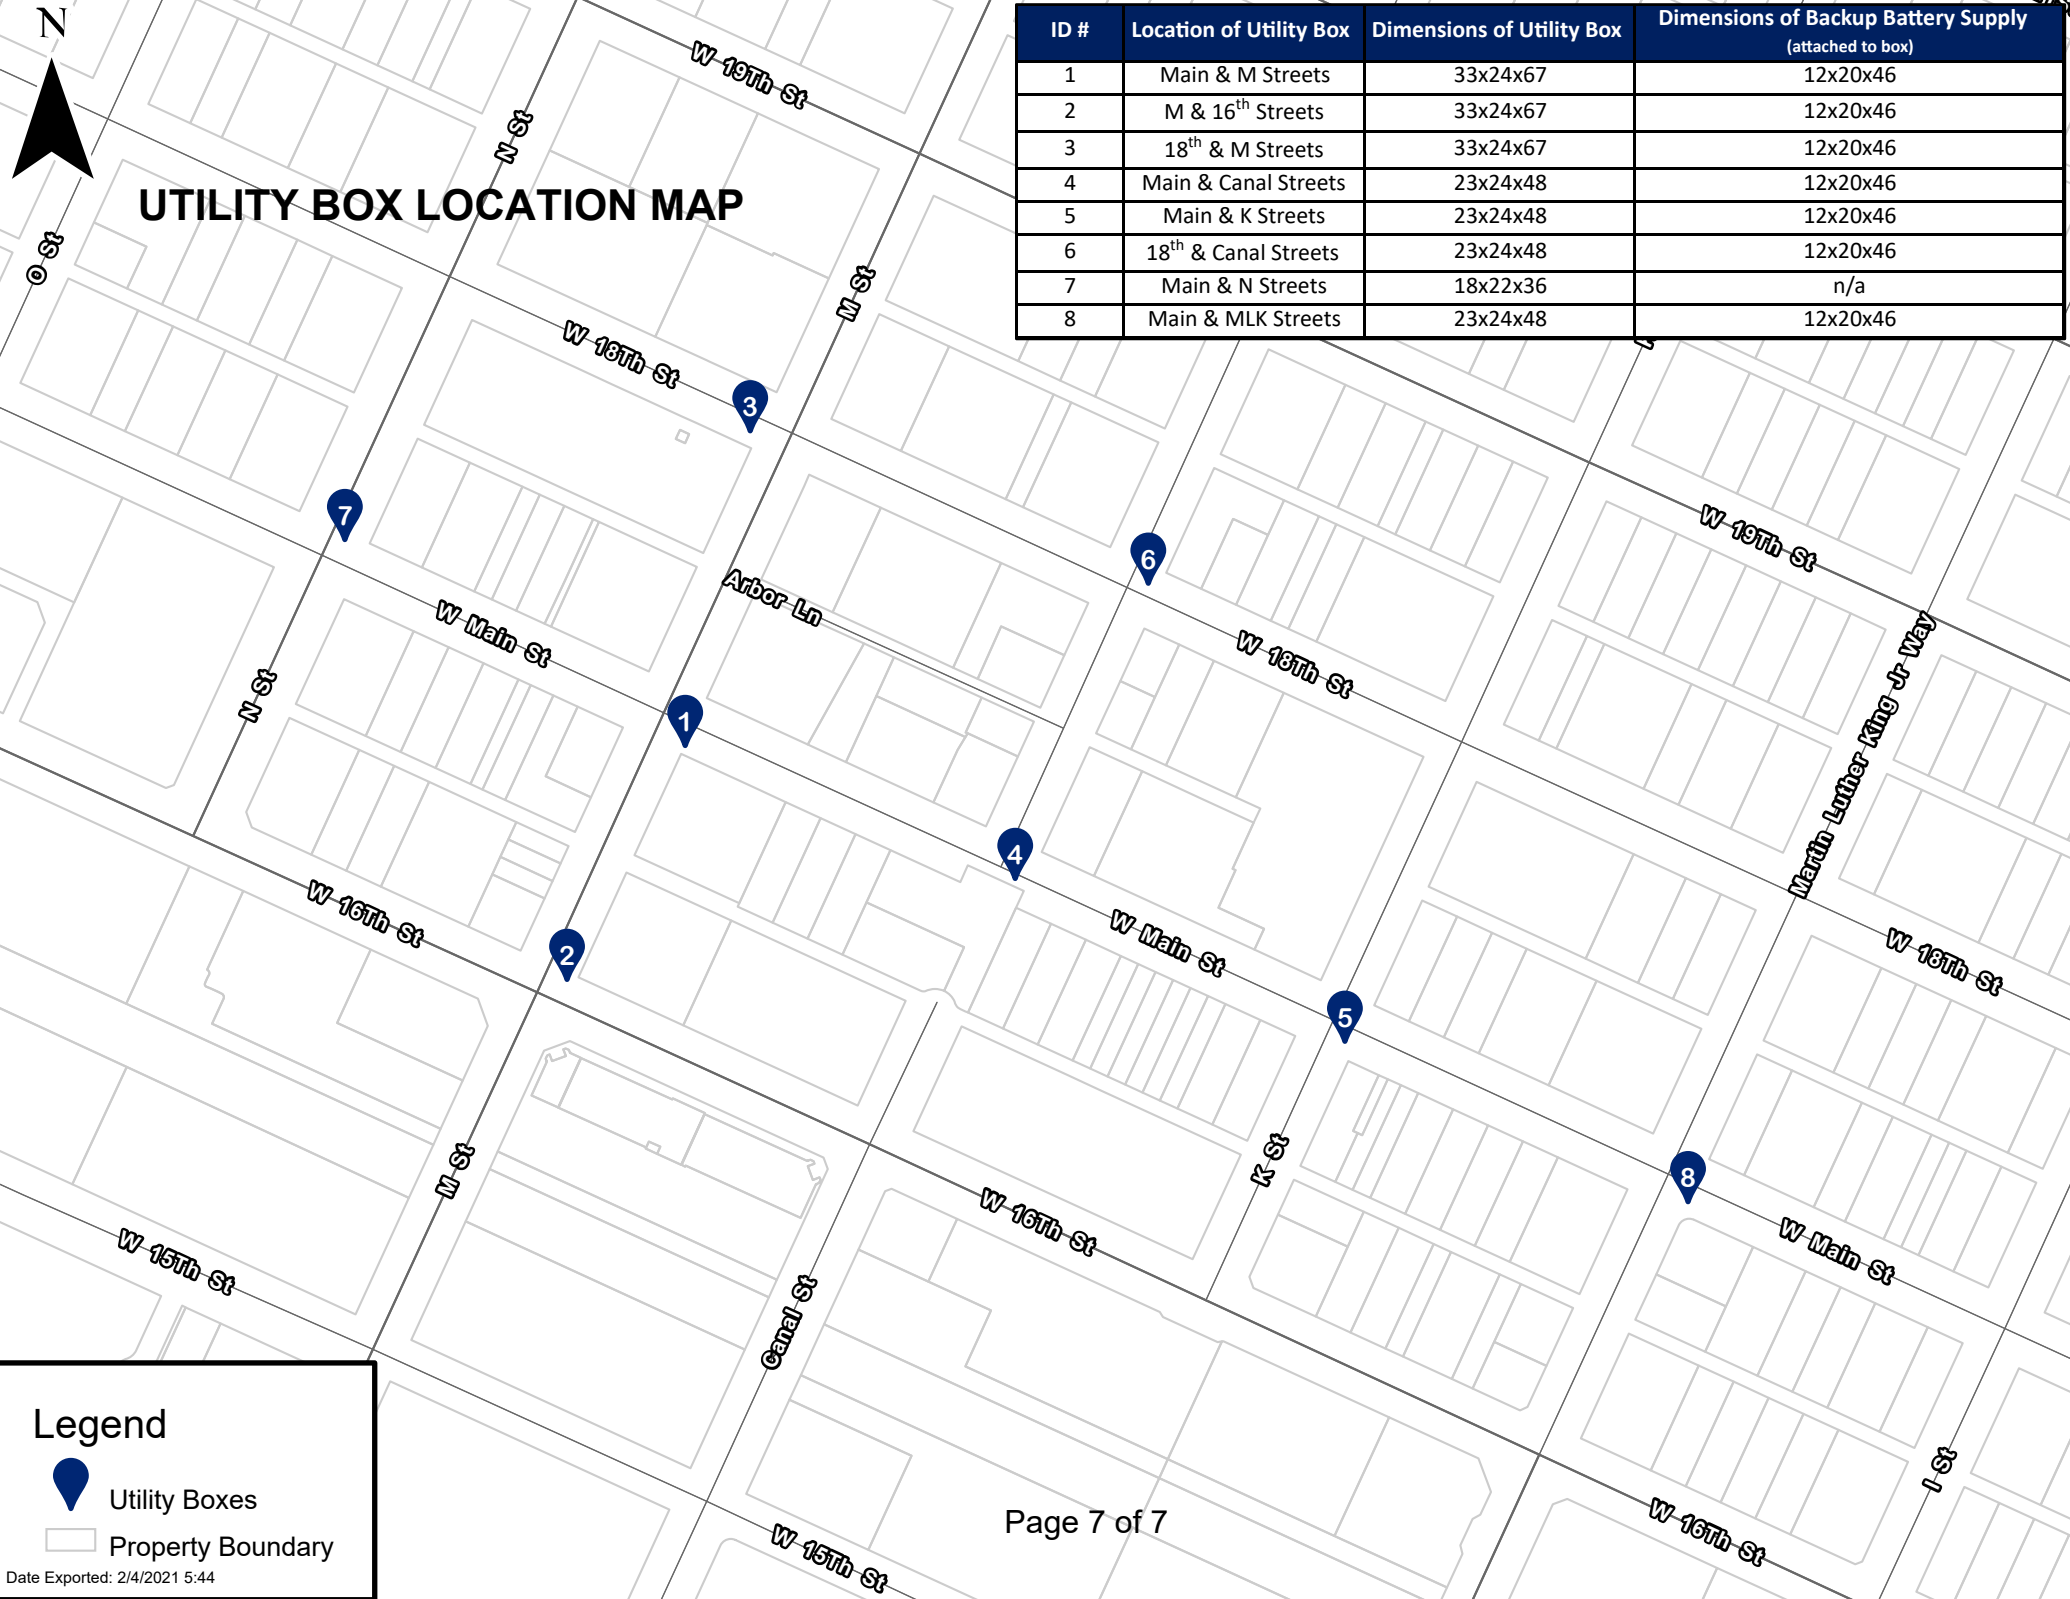 N
ID #	Location of Utility Box	Dimensions of Utility Box	Dimensions of Backup Battery Supply (attached to box)
1	Main & M Streets	33x24x67	12x20x46
2	M & 16th Streets	33x24x67	12x20x46
3	18th & M Streets	33x24x67	12x20x46
4	Main & Canal Streets	23x24x48	12x20x46
5	Main & K Streets	23x24x48	12x20x46
6	18th & Canal Streets	23x24x48	12x20x46
7	Main & N Streets	18x22x36	n/a
8	Main & MLK Streets	23x24x48	12x20x46
W 19Th St
N St
UTILITY BOX LOCATION MAP
O St
M St
W 18Th St
3
7
W 19Th St
6
Arbor Ln
W Main St
W 18Th St
N St
1
Martin Luther King Jr Way
4
W 16Th St
W Main St
2
W 18Th St
5
K St
M St
8
W 16Th St
W Main St
W 15Th St
Canal St
I St
W 16Th St
W 15Th St
Legend
Utility Boxes
Property Boundary
Date Exported: 2/4/2021 5:44
Page 7 of 7